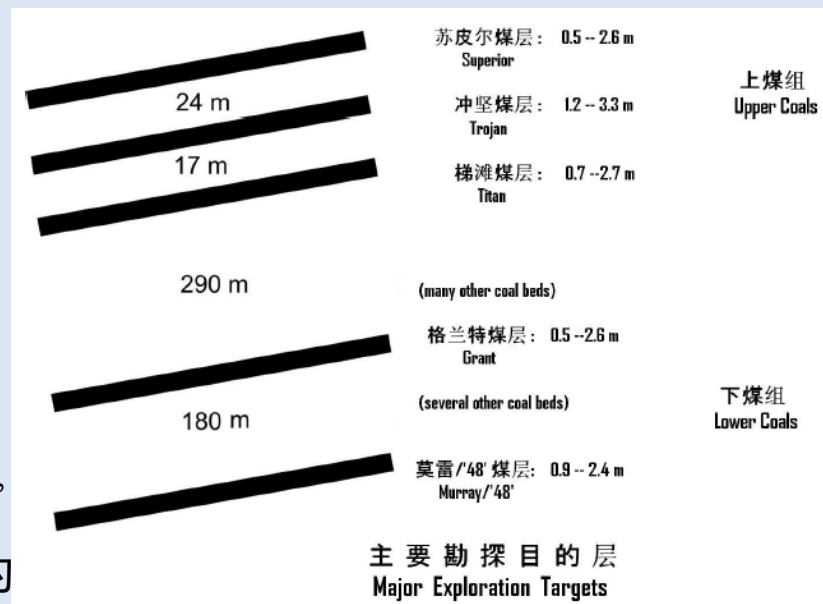 苏皮尔煤层: 0.5 -- 2.6 m
Superior
24 m
上煤组
Upper Coals
冲坚煤层: 1.2 -- 3.3 m
Trojan
17 m
梯滩煤层: 0.7 --2.7 m
Titan
290 m
(many other coal beds)
格兰特煤层: 0.5 --2.6 m
Grant
(several other coal beds)
180 m
下煤组
Lower Coals
莫雷/'48' 煤层: 0.9 -- 2.4 m
Murray/'48'
主要勘探目的层
Major Exploration Targets